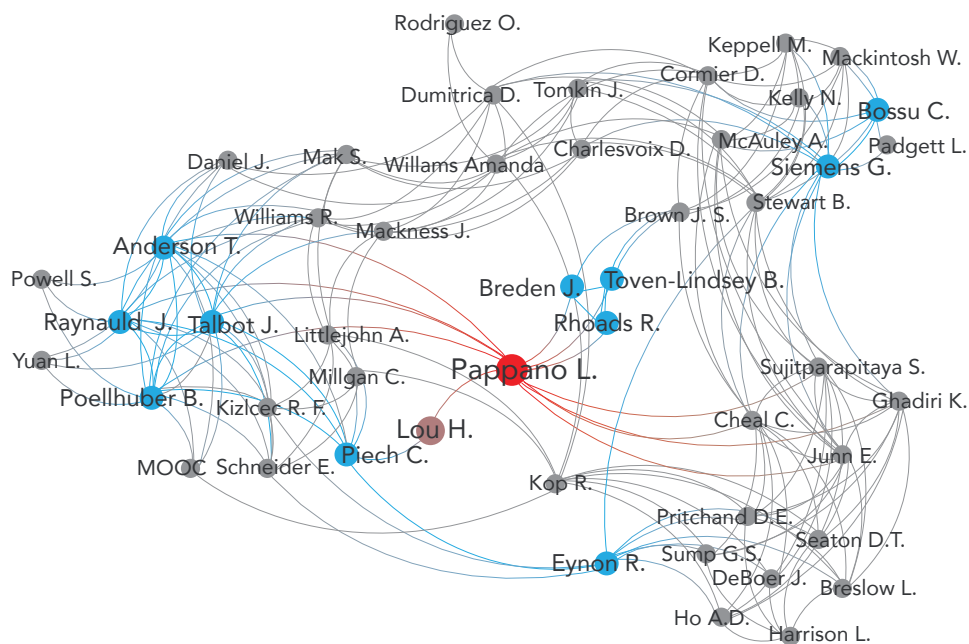 Rodriguez O.
Keppell M.
Mackintosh W.
Cormier D.
Dumitrica D.
Tomkin J.
Kelly N.
Bossu C.
McAuley A.
Padgett L.
Daniel J.
Mak S.
Willams Amanda
Charlesvoix D.
Siemens G.
Stewart B.
Williams R.
Brown J. S.
Mackness J.
Anderson T.
Powell S.
Breden J.
Toven-Lindsey B.
Raynauld J.
Talbot J.
Littlejohn A.
Rhoads R.
Yuan L.
Pappano L.
Sujitparapitaya S.
Millgan C.
Poellhuber B.
Kizlcec R. F.
Ghadiri K.
Cheal C.
Lou H.
Piech C.
MOOC
Schneider E.
Junn E.
Kop R.
Pritchand D.E.
Seaton D.T.
Sump G.S.
Eynon R.
DeBoer J.
Breslow L.
Ho A.D.
Harrison L.